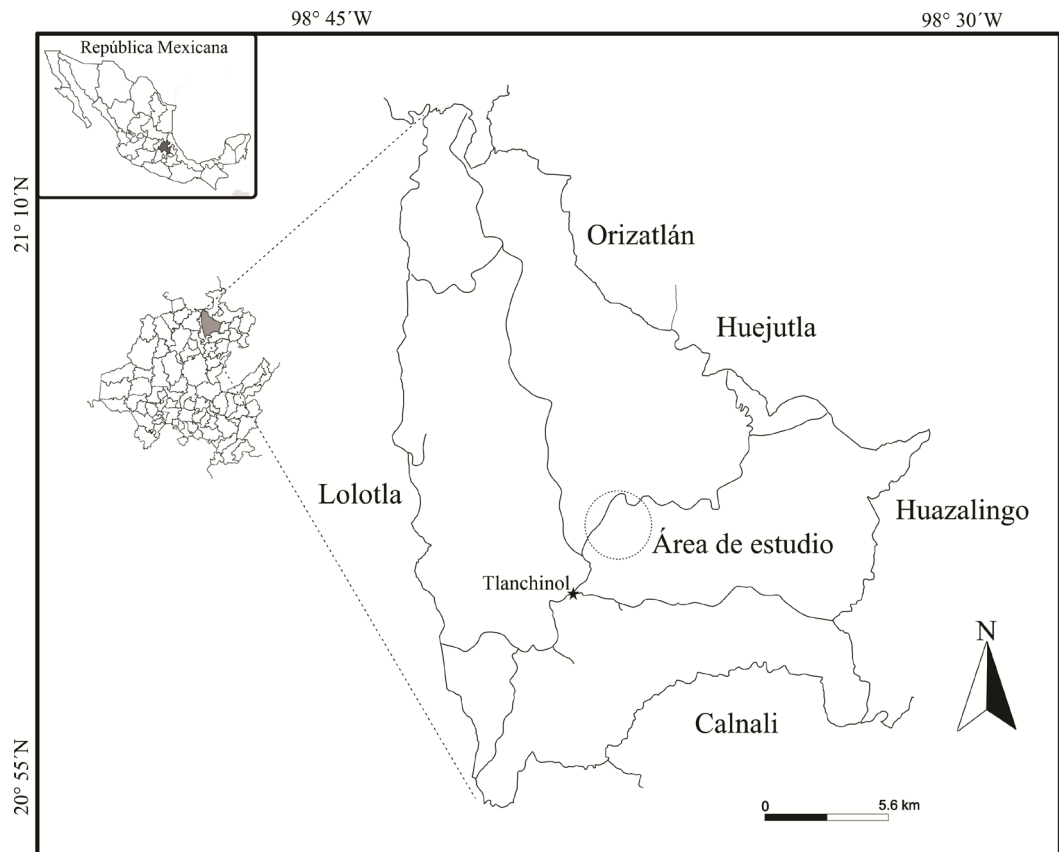 98° 45´W
98° 30´W
República Mexicana
21° 10´N
Orizatlán
Huejutla
Lolotla
Huazalingo
Área de estudio
Tlanchinol
N
Calnali
20° 55´N
0
5.6 km